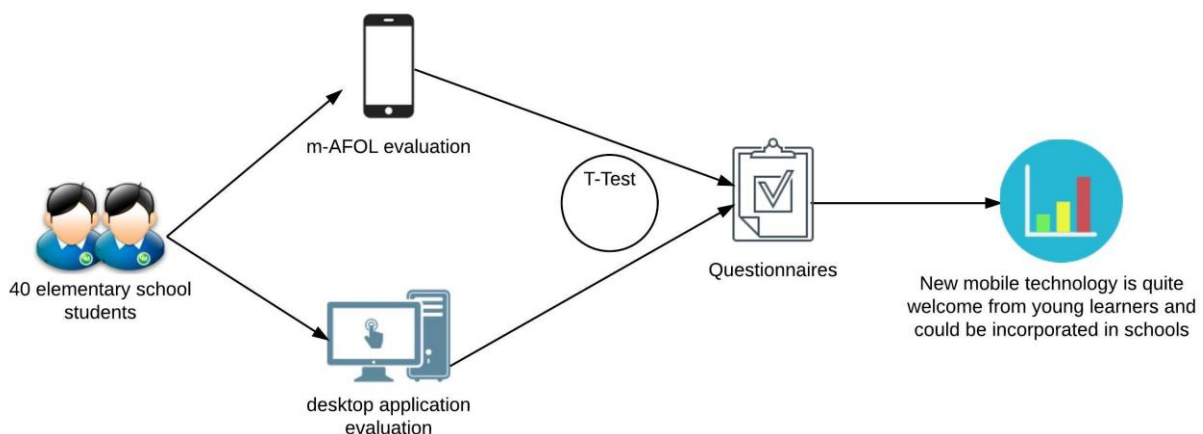 m-AFOL evaluation
T-Test
40 elementary school
students
Questionnaires
New mobile technology is quite
welcome from young learners and
could be incorporated in schools
desktop application
evaluation